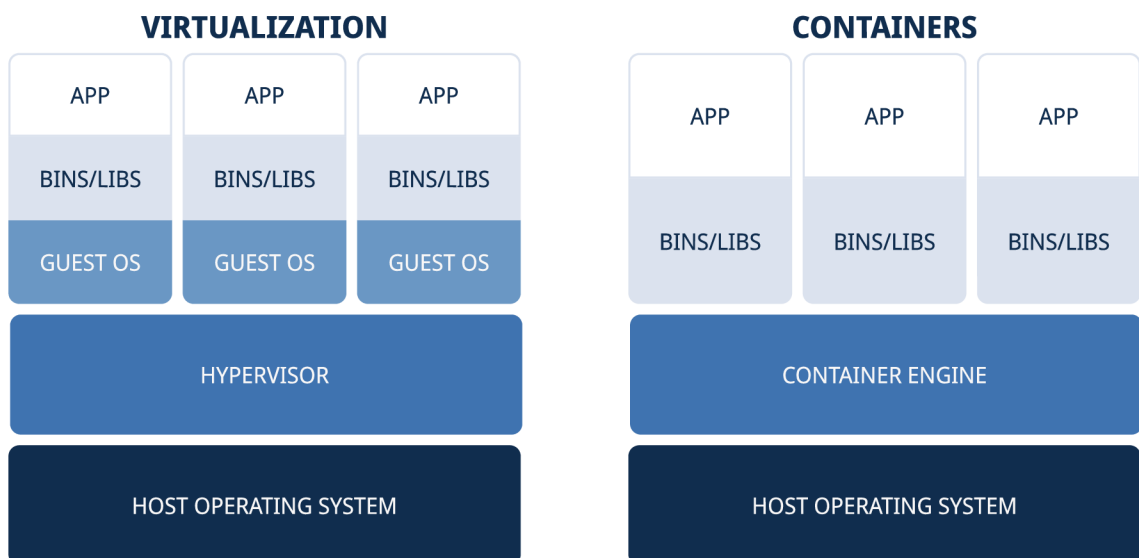 VIRTUALIZATION
APP
APP
APP
BINS/LIBS
BINS/LIBS
BINS/LIBS
GUEST OS
GUEST OS
GUEST OS
HYPERVISOR
HOST OPERATING SYSTEM
CONTAINERS
APP
APP
APP
BINS/LIBS
BINS/LIBS
BINS/LIBS
CONTAINER ENGINE
HOST OPERATING SYSTEM